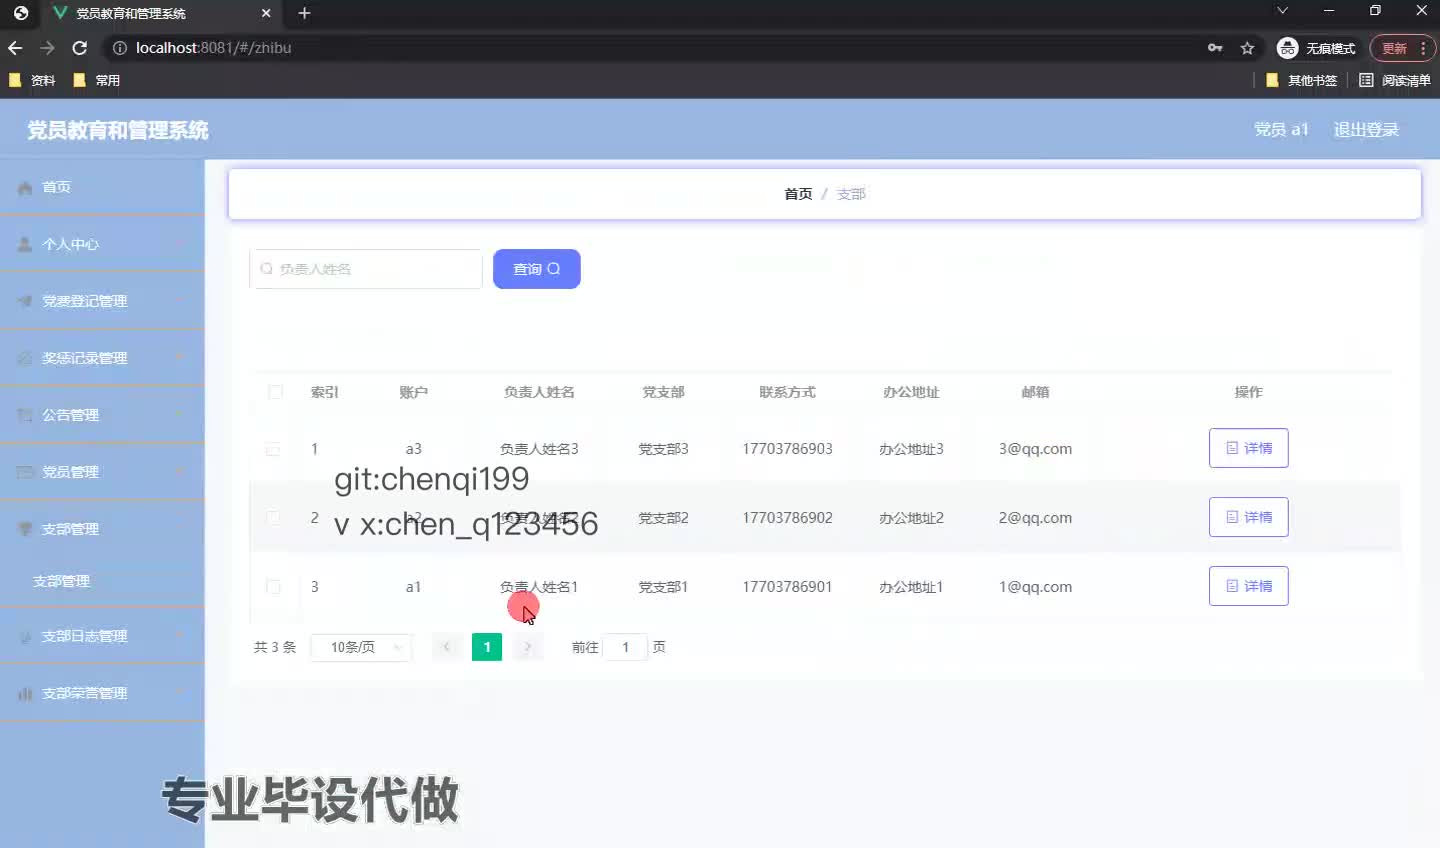 党员教育和管理系统
localhost:8081/#/zhibu
无痕模式
更新
资料
常用
其他书签
阅读清单
党员教育和管理系统
党员 a1
退出登录
首页
个人中心
党费登记管理
奖惩记录管理
公告管理
党员管理
支部管理
支部管理
支部日志管理
支部荣誉管理
首页 / 支部
负责人姓名
查询
索引 账户 负责人姓名 党支部 联系方式 办公地址 邮箱 操作
1 a3 负责人姓名3 党支部3 17703786903 办公地址3 3@qq.com 详情
git:chenqi199
2 a2 负责人姓名2 党支部2 17703786902 办公地址2 2@qq.com 详情
v x:chen_q123456
3 a1 负责人姓名1 党支部1 17703786901 办公地址1 1@qq.com 详情
共 3 条 10条/页 1 前往 1 页
专业毕设代做